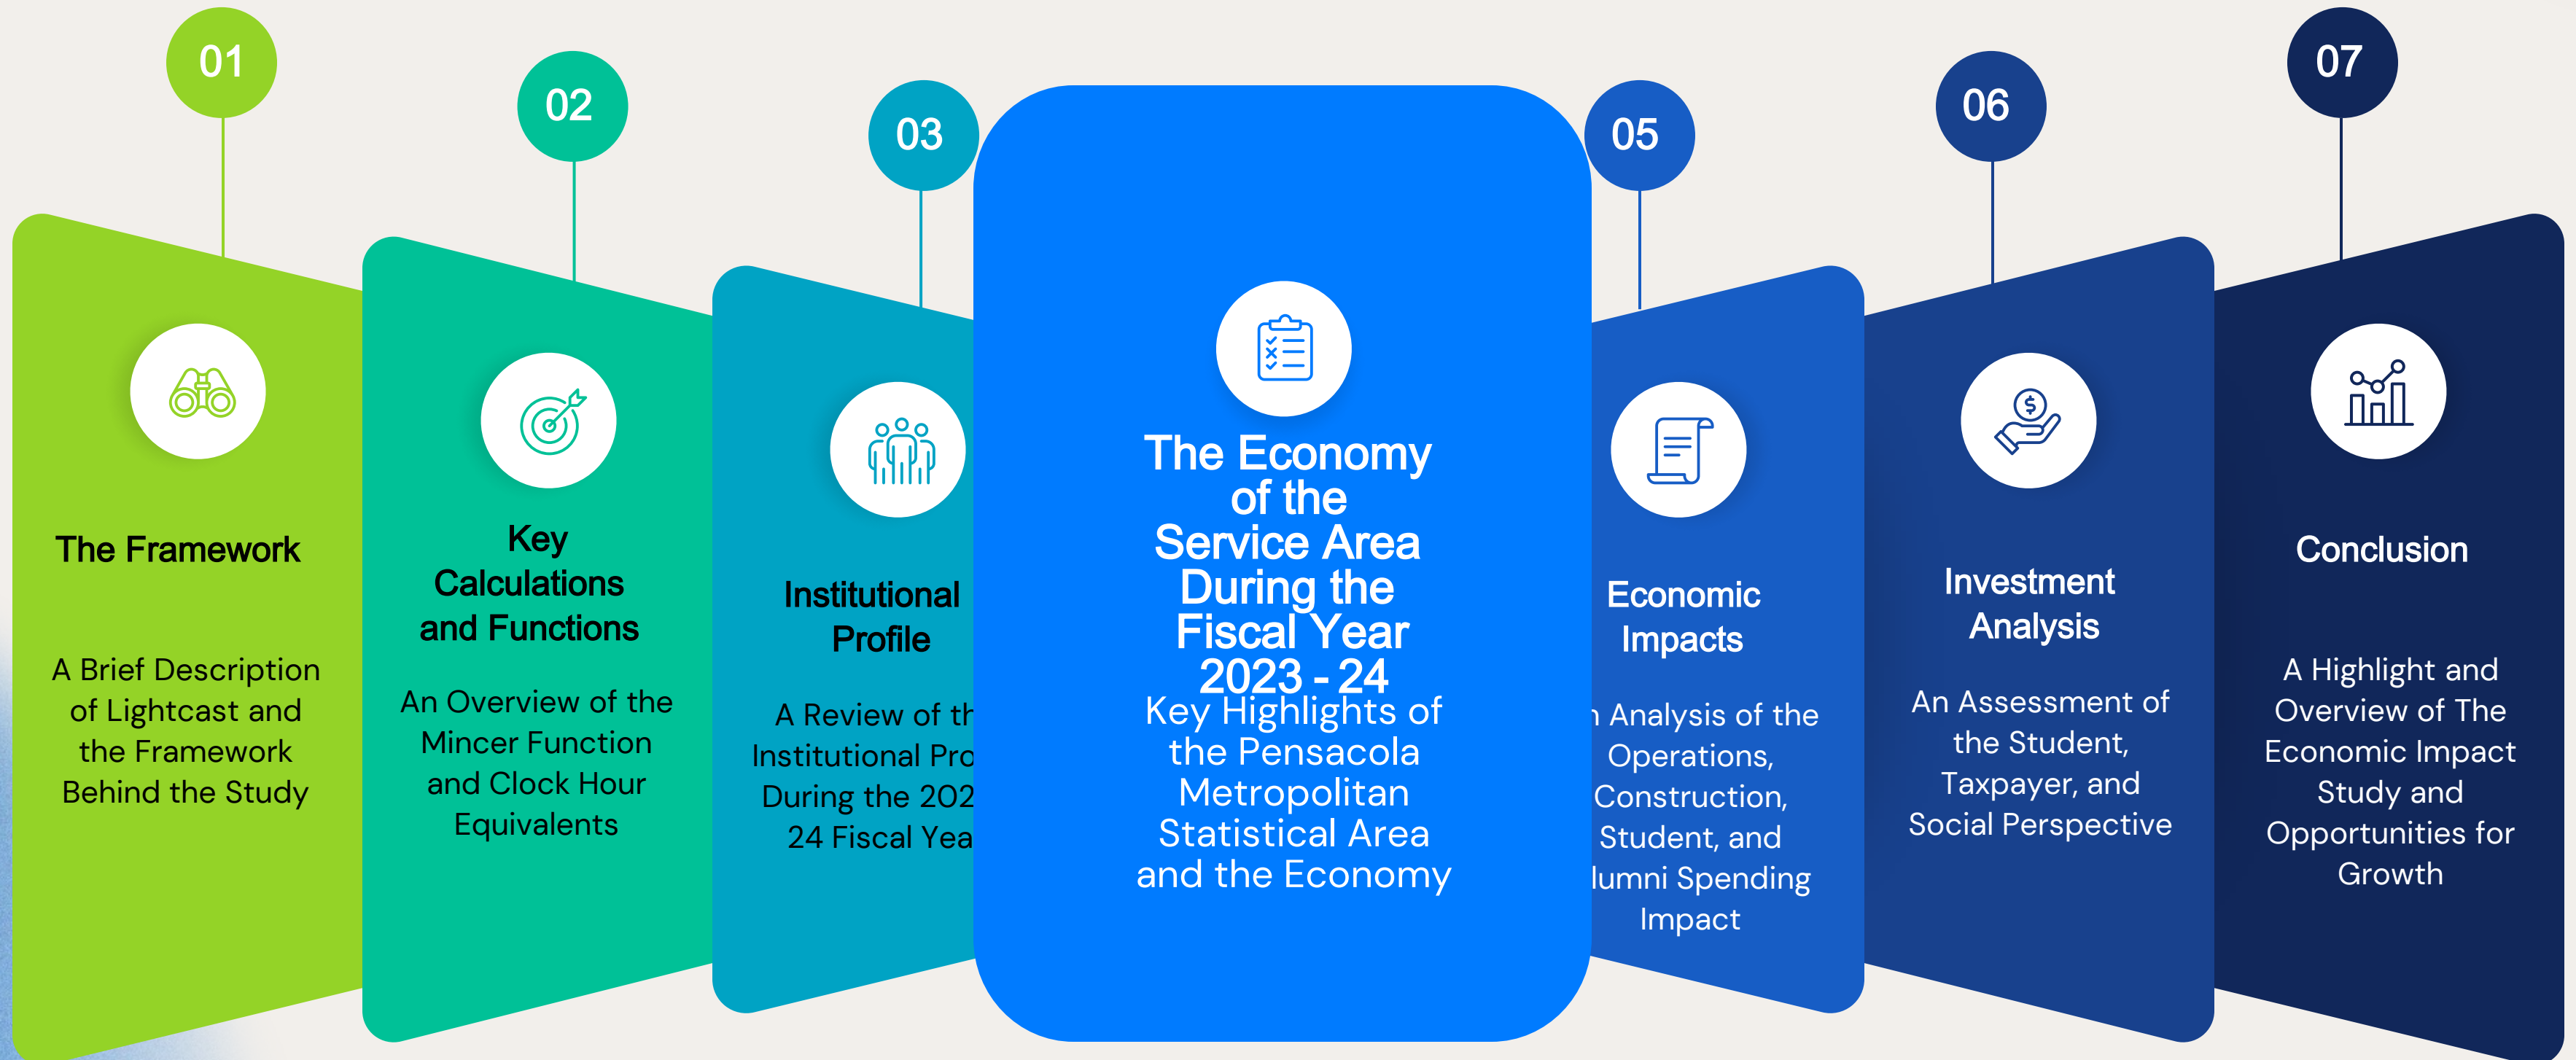 01
The Framework
A Brief Description
of Lightcast and
the Framework
Behind the Study
02
Key
Calculations
and Functions
An Overview of the
Mincer Function
and Clock Hour
Equivalents
03
Institutional
Profile
A Review of
Institutional
During the
24 Fiscal
The Economy
of the
Service Area
During the
Fiscal Year
2023 - 24
Key Highlights of
the Pensacola
Metropolitan
Statistical Area
and the Economy
05
Economic
Impacts
Analysis of the
Operations,
Construction,
Student, and
Spending
Impact
06
Investment
Analysis
An Assessment of
the Student,
Taxpayer, and
Social Perspective
07
Conclusion
A Highlight and
Overview of The
Economic Impact
Study and
Opportunities for
Growth